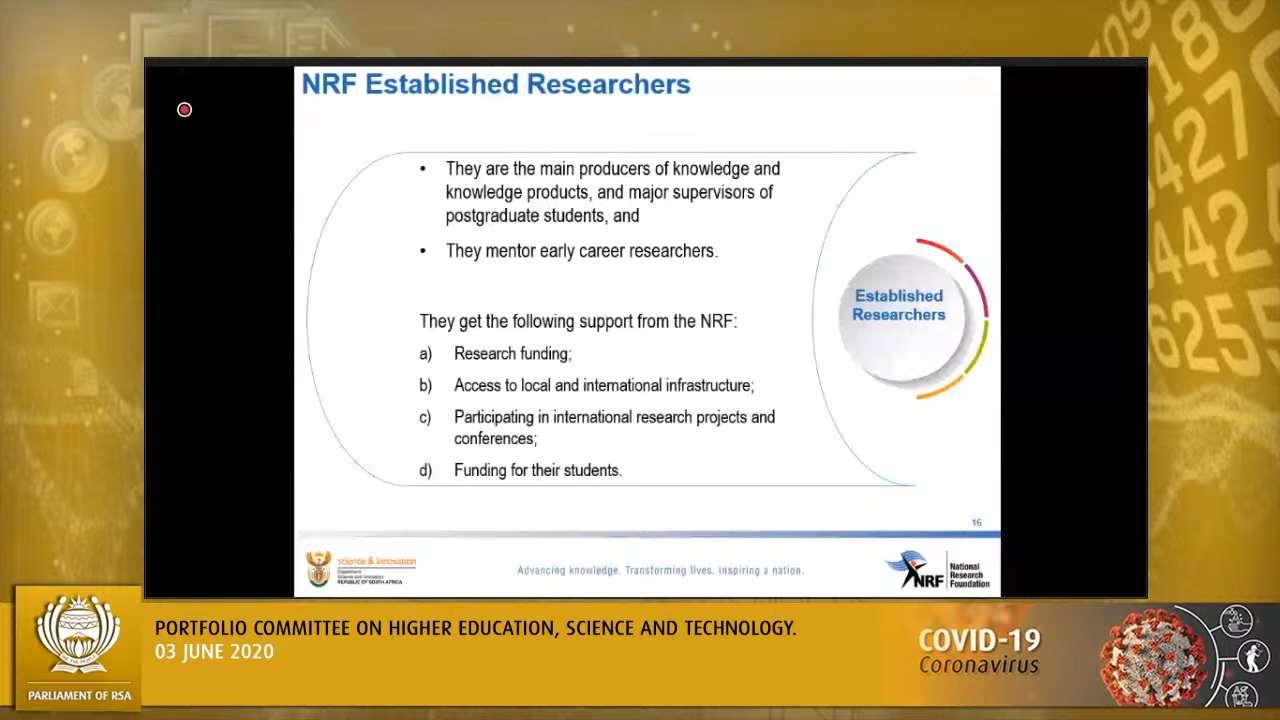 NRF Established Researchers
• They are the main producers of knowledge and
knowledge products, and major supervisors of
postgraduate students, and
• They mentor early career researchers.
They get the following support from the NRF:
a) Research funding;
b) Access to local and international infrastructure;
c) Participating in international research projects and
conferences;
d) Funding for their students.
Established
Researchers
16
science & innovation
Department
Science and Innovation
REPUBLIC OF SOUTH AFRICA
Advancing knowledge. Transforming lives. Inspiring a nation.
NRF
National
Research
Foundation
PORTFOLIO COMMITTEE ON HIGHER EDUCATION, SCIENCE AND TECHNOLOGY.
03 JUNE 2020
PARLIAMENT OF RSA
COVID-19
Coronavirus